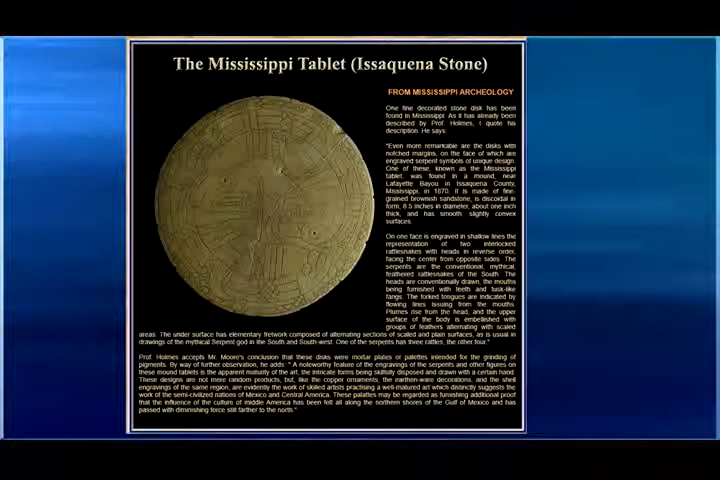 The Mississippi Tablet (Issaquena Stone)
FROM MISSISSIPPI ARCHEOLOGY
One fine decorated stone disk has been
found in Mississippi. As it has already been
described by Prof. Holmes, I quote his
description. He says:
"Even more remarkable are the disks with
notched margins, on the face of which are
engraved serpent symbols of unique design.
One of these, known as the Mississippi
tablet, was found in a mound, near
Lafayette Bayou in Issaquena County,
Mississippi, in 1870. It is made of fine-
grained brownish sandstone, is discoidal in
form, 8.5 inches in diameter, about one inch
thick, and has smooth, slightly convex
surfaces.
On one face is engraved in shallow lines the
representation of two interlocked
rattlesnakes with heads in reverse order,
facing the center from opposite sides. The
serpents are the conventional, mythical,
feathered rattlesnakes of the South. The
heads are conventionally drawn, the mouths
being furnished with teeth and tusk-like
fangs. The forked tongues are indicated by
flowing lines issuing from the mouths.
Plumes rise from the head, and the upper
surface of the body is embellished with
groups of feathers alternating with scaled
areas. The under surface has elementary fretwork composed of alternating sections of scaled and plain surfaces, as is usual in
drawings of the mythical Serpent god in the South and South-west. One of the serpents has three rattles, the other four."
Prof. Holmes accepts Mr. Moore's conclusion that these disks were mortar plates or palettes intended for the grinding of
pigments. By way of further observation, he adds: " A noteworthy feature of the engravings of the serpents and other figures on
these mound tablets is the apparent maturity of the art, the intricate forms being skillfully disposed and drawn with a certain hand.
These designs are not mere random products, but, like the copper ornaments, the earthen-ware decorations, and the shell
engravings of the same region, are evidently the work of skilled artists practising a well-matured art which distinctly suggests the
work of the semi-civilized nations of Mexico and Central America. These palattes may be regarded as furnishing additional proof
that the influence of the culture of middle America has been felt all along the northern shores of the Gulf of Mexico and has
passed with diminishing force still farther to the north."